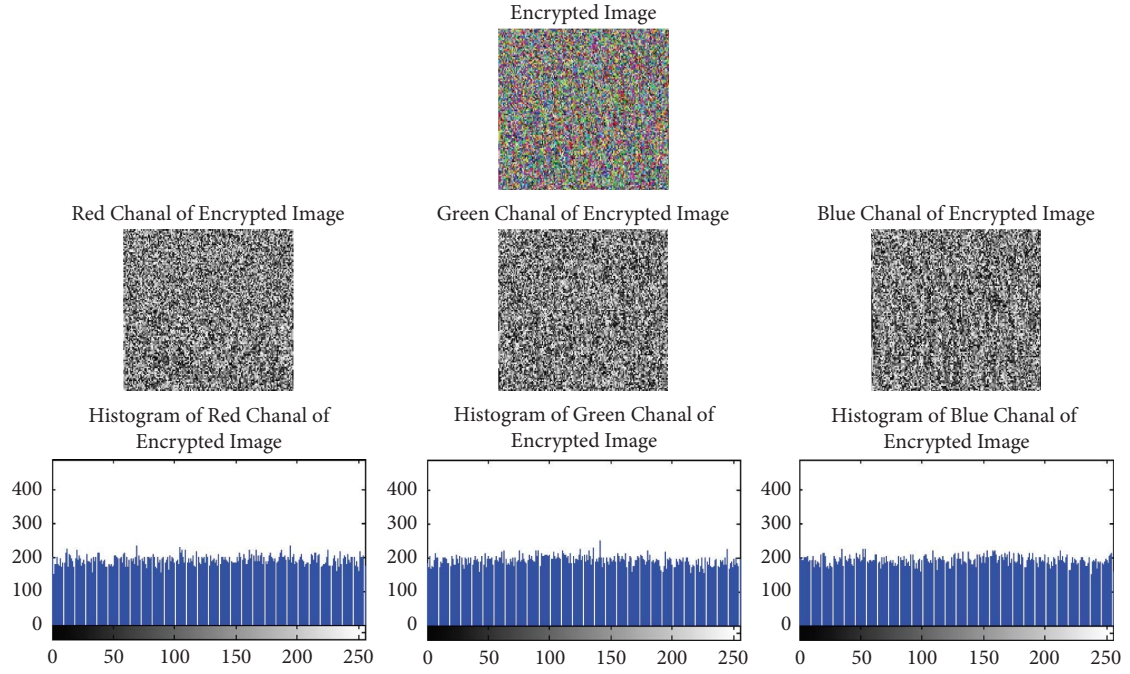 Encrypted Image
Red Chanal of Encrypted Image
Green Chanal of Encrypted Image
Blue Chanal of Encrypted Image
Histogram of Red Chanal of
Encrypted Image
Histogram of Green Chanal of
Encrypted Image
Histogram of Blue Chanal of
Encrypted Image
400
300
200
100
0
0 50 100 150 200 250
400
300
200
100
0
0 50 100 150 200 250
400
300
200
100
0
0 50 100 150 200 250